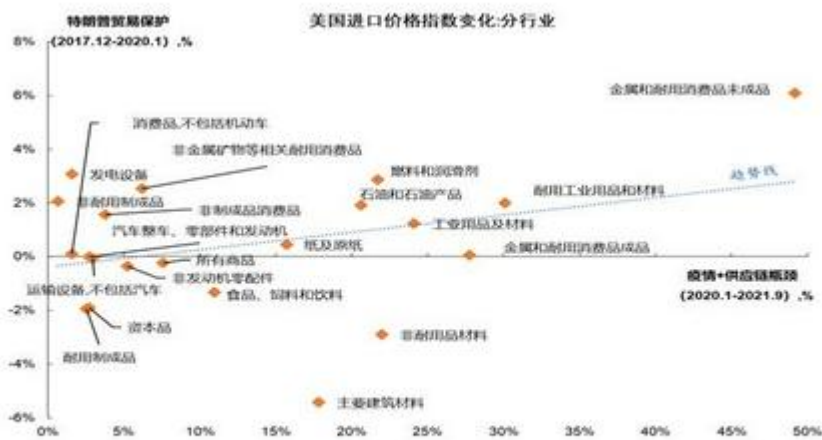 特朗普贸易保护
(2017.12-2020.1) ,%
美国进口价格指数变化:分行业
8%
6%
4%
2%
0%
-2%
-4%
-6%
金属和耐用消费品未成品
消费品,不包括机动车
非金属矿物等相关耐用消费品
发电设备
燃料和润滑剂
趋势线
非耐用制成品
石油和石油产品
耐用工业用品和材料
非制成品消费品
工业用品及材料
汽车整车、零部件和发动机
纸及原纸
金属和耐用消费品成品
所有商品
疫情+供应链瓶颈
(2020.1-2021.9) ,%
非发动机零配件
运输设备,不包括汽车
食品、饲料和饮料
资本品
非耐用品材料
耐用制成品
主要建筑材料
0% 5% 10% 15% 20% 25% 30% 35% 40% 45% 50%